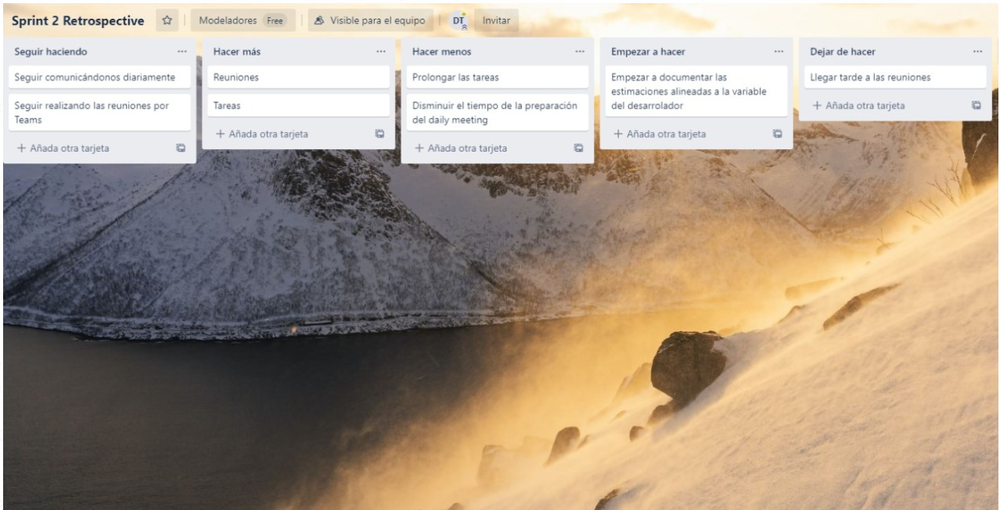 Sprint 2 Retrospective
Modeladores Free
Visible para el equipo
DT
Invitar
Seguir haciendo
Seguir comunicándonos diariamente
Seguir realizando las reuniones por
Teams
+ Añada otra tarjeta
Hacer más
Reuniones
Tareas
+ Añada otra tarjeta
Hacer menos
Prolongar las tareas
Disminuir el tiempo de la preparación
del daily meeting
+ Añada otra tarjeta
Empezar a hacer
Empezar a documentar las
estimaciones alineadas a la variable
del desarrolador
+ Añada otra tarjeta
Dejar de hacer
Llegar tarde a las reuniones
+ Añada otra tarjeta